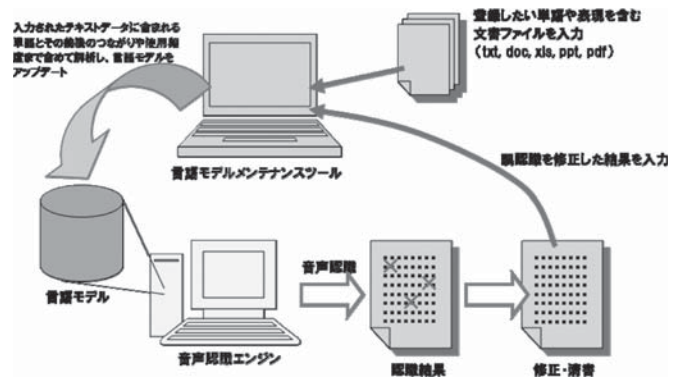 入力されたテキストデータに含まれる
単語とその前後のつながりや使用頻
度まで含めて解析し、言語モデルを
アップデート
登録したい単語や表現を含む
文書ファイルを入力
(txt, doc, xls, ppt, pdf)
言語モデルメンテナンスツール
誤認識を修正した結果を入力
言語モデル
音声認識エンジン
音声認識
認識結果
修正・清書